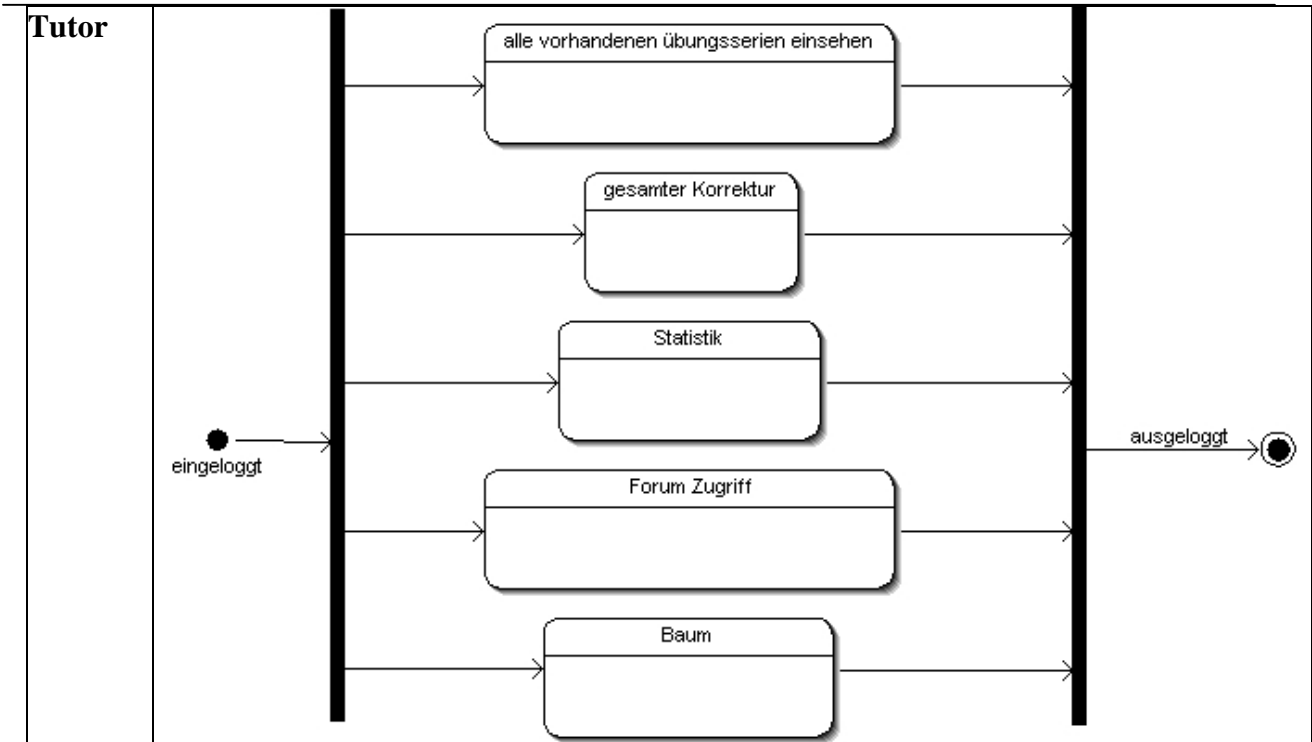 Tutor
alle vorhandenen übungsserien einsehen
gesamter Korrektur
Statistik
eingeloggt
ausgeloggt
Forum Zugriff
Baum